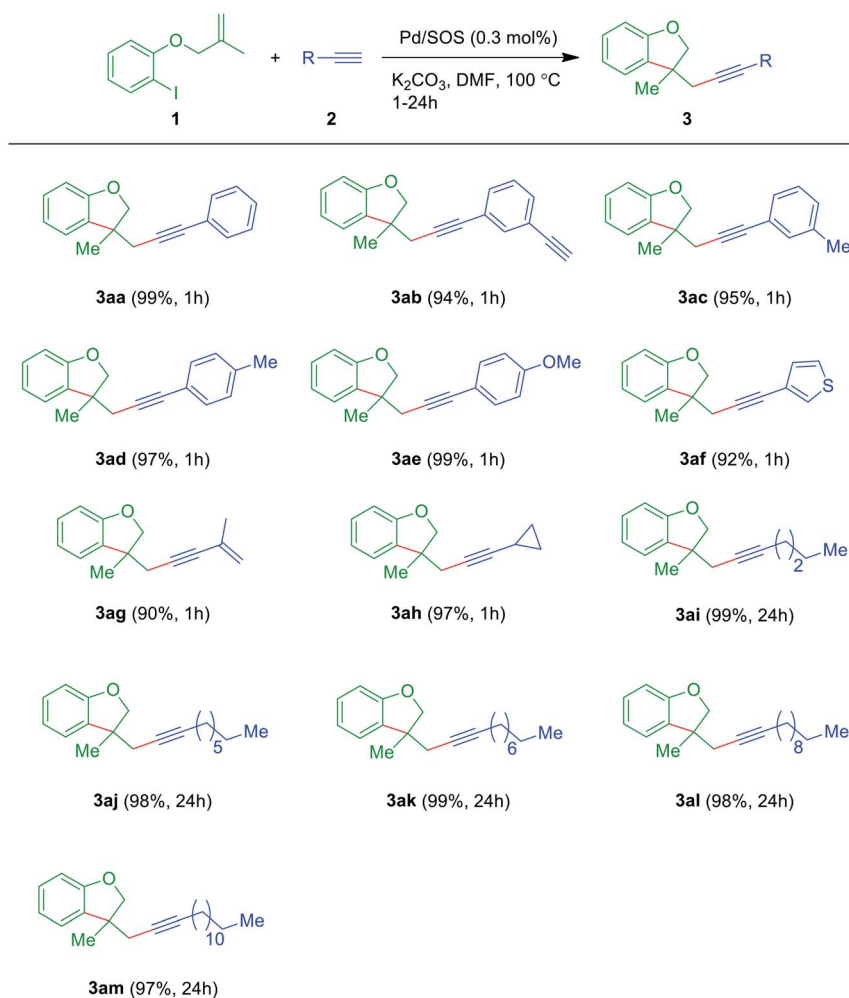 O
Me
I
1
+
R
2
Pd/SOS (0.3 mol%)
K₂CO₃, DMF, 100 °C
1-24h
O
Me
R
3
O
Me
3aa (99%, 1h)
O
Me
3ab (94%, 1h)
O
Me
Me
3ac (95%, 1h)
O
Me
Me
3ad (97%, 1h)
O
Me
OMe
3ae (99%, 1h)
O
Me
S
3af (92%, 1h)
O
Me
3ag (90%, 1h)
O
Me
3ah (97%, 1h)
O
Me
( )2
Me
3ai (99%, 24h)
O
Me
( )5
Me
3aj (98%, 24h)
O
Me
( )6
Me
3ak (99%, 24h)
O
Me
( )8
Me
3al (98%, 24h)
O
Me
( )10
Me
3am (97%, 24h)